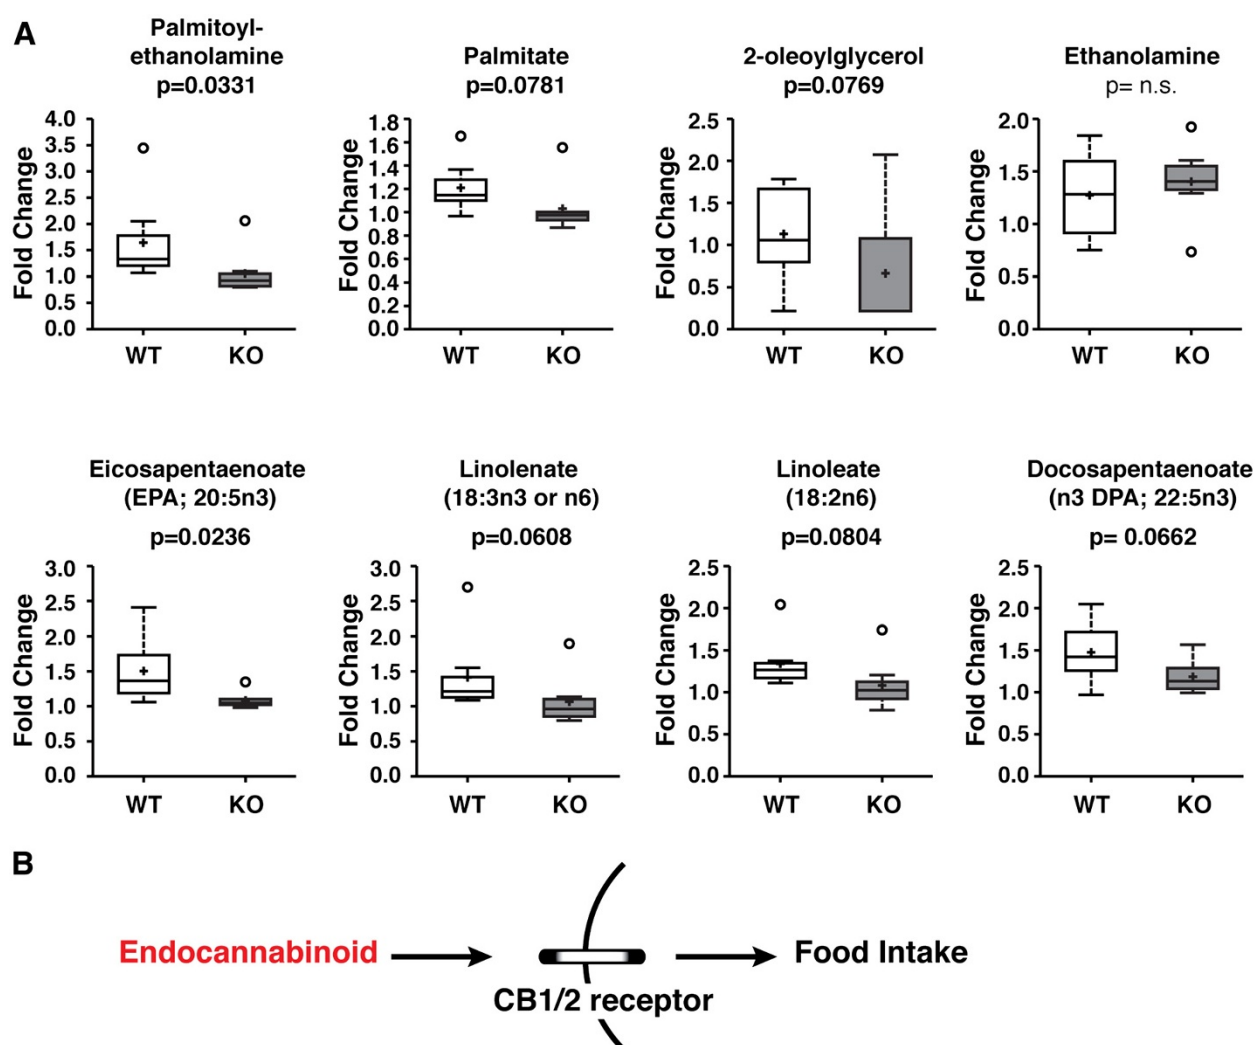 A
Palmitoyl-
ethanolamine
p=0.0331
Fold Change
4.0
3.5
3.0
2.5
2.0
1.5
1.0
0.5
0.0
WT KO
Palmitate
p=0.0781
Fold Change
1.8
1.6
1.4
1.2
1.0
0.8
0.6
0.4
0.2
0.0
WT KO
2-oleoylglycerol
p=0.0769
Fold Change
2.5
2.0
1.5
1.0
0.5
0.0
WT KO
Ethanolamine
p= n.s.
Fold Change
2.0
1.5
1.0
0.5
0.0
WT KO
Eicosapentaenoate
(EPA; 20:5n3)
p=0.0236
Fold Change
3.0
2.5
2.0
1.5
1.0
0.5
0.0
WT KO
Linolenate
(18:3n3 or n6)
p=0.0608
Fold Change
3.0
2.5
2.0
1.5
1.0
0.5
0.0
WT KO
Linoleate
(18:2n6)
p=0.0804
Fold Change
2.5
2.0
1.5
1.0
0.5
0.0
WT KO
Docosapentaenoate
(n3 DPA; 22:5n3)
p= 0.0662
Fold Change
2.5
2.0
1.5
1.0
0.5
0.0
WT KO
B
Endocannabinoid
CB1/2 receptor
Food Intake